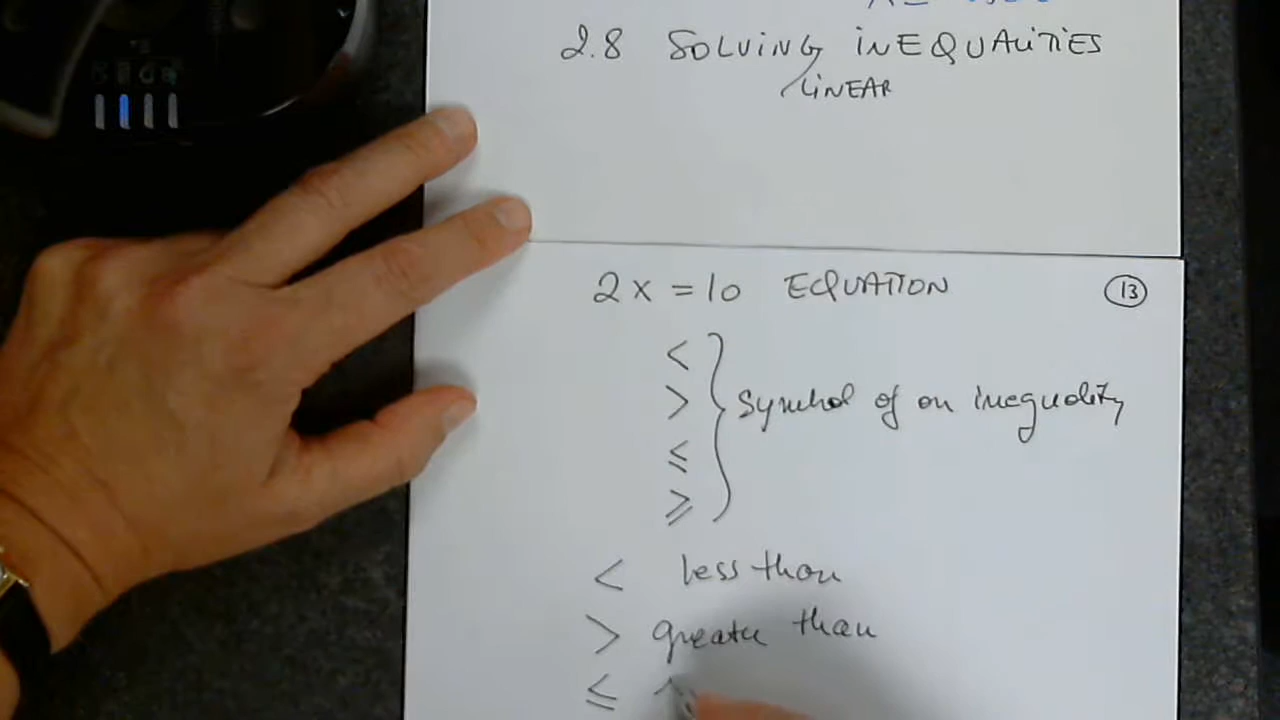 2.8 SOLVING INEQUALITIES
LINEAR
2x = 10 EQUATION
13
<
>
≤
≥
symbol of an inequality
< less than
> greater than
≤